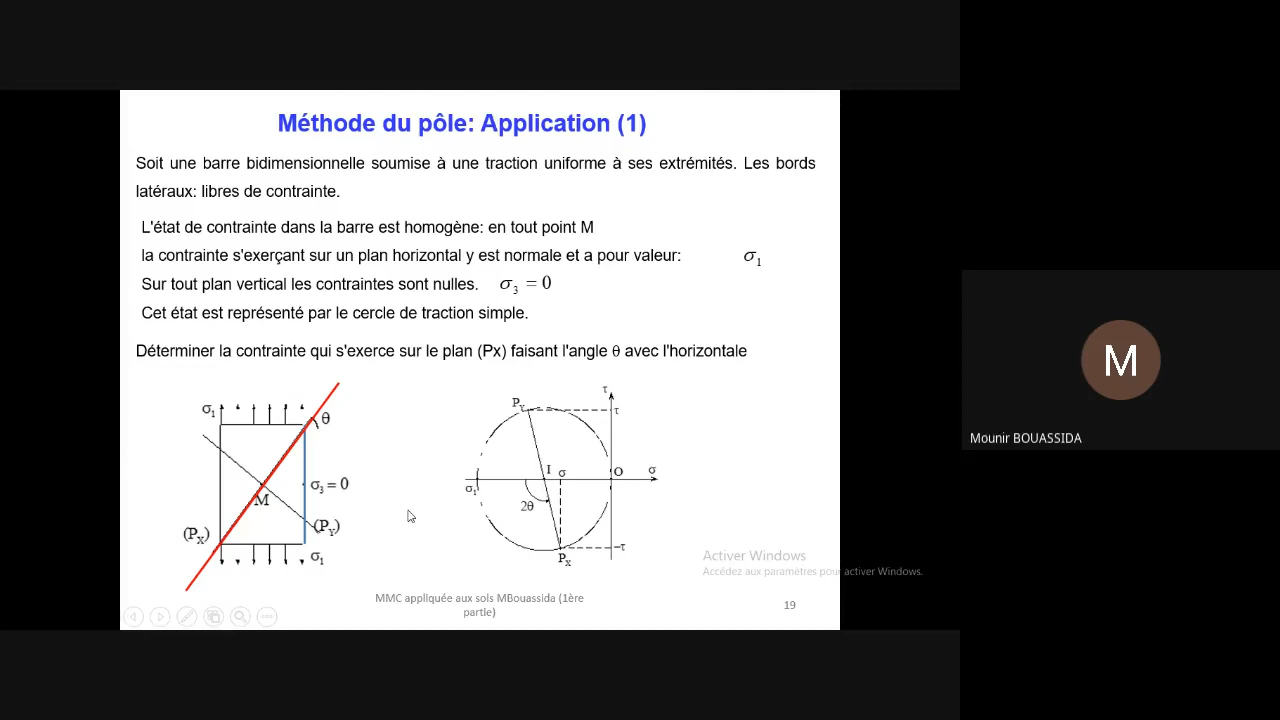 Méthode du pôle: Application (1)
Soit une barre bidimensionnelle soumise à une traction uniforme à ses extrémités. Les bords
latéraux: libres de contrainte.
L'état de contrainte dans la barre est homogène: en tout point M
la contrainte s'exerçant sur un plan horizontal y est normale et a pour valeur: σ₁
Sur tout plan vertical les contraintes sont nulles. σ₃ = 0
Cet état est représenté par le cercle de traction simple.
Déterminer la contrainte qui s'exerce sur le plan (Px) faisant l'angle θ avec l'horizontale
σ₁
θ
M
σ₃ = 0
(Pₓ)
(Pᵧ)
σ₁
τ
Pᵧ
τ
I
σ
O
σ
σ₁
2θ
-τ
Pₓ
Mounir BOUASSIDA
M
Activer Windows
Accédez aux paramètres pour activer Windows.
MMC appliquée aux sols MBouassida (1ère
partie)
19